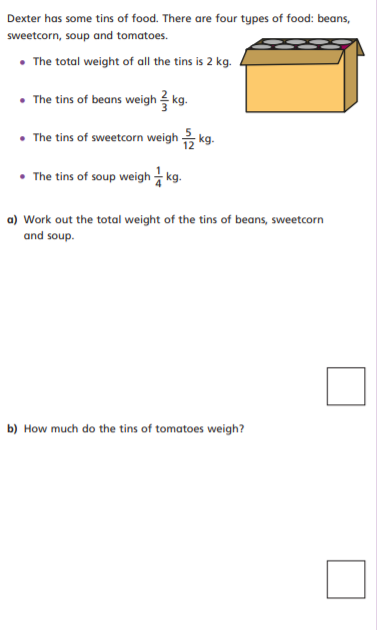 Dexter has some tins of food. There are four types of food: beans,
sweetcorn, soup and tomatoes.
• The total weight of all the tins is 2 kg.
• The tins of beans weigh 2/3 kg.
• The tins of sweetcorn weigh 5/12 kg.
• The tins of soup weigh 1/4 kg.
a) Work out the total weight of the tins of beans, sweetcorn
and soup.
b) How much do the tins of tomatoes weigh?